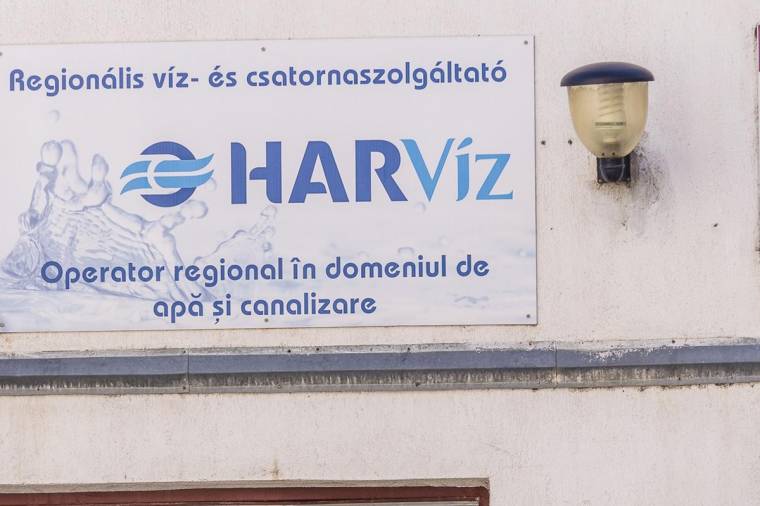 Regionális víz- és csatornaszolgáltató
HARVíz
Operator regional în domeniul de
apă și canalizare